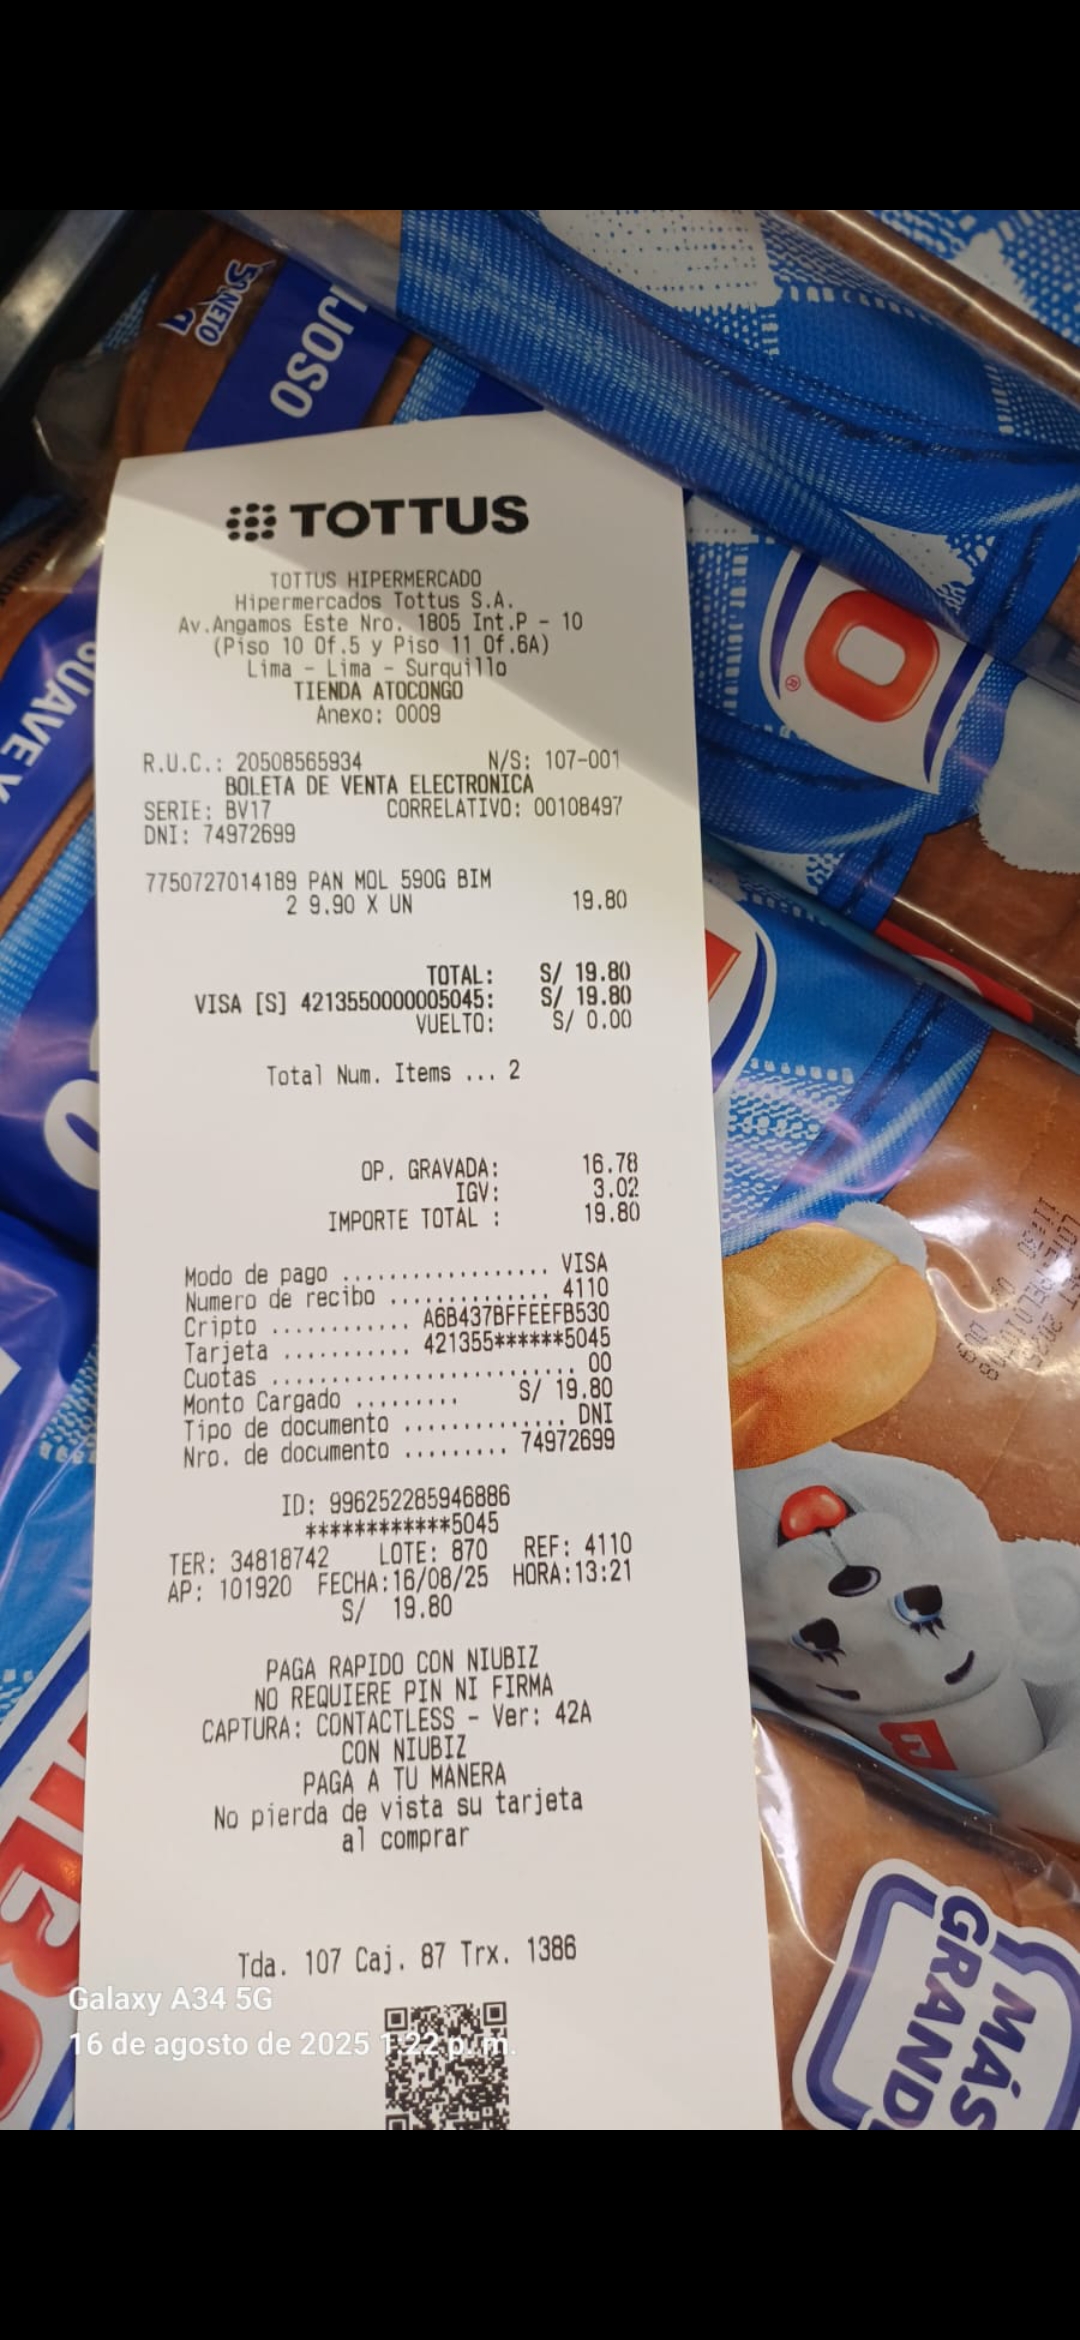 50 NETO
JOSO
SUAVE Y
TOTTUS
TOTTUS HIPERMERCADO
Hipermercados Tottus S.A.
Av.Angamos Este Nro. 1805 Int.P - 10
(Piso 10 Of.5 y Piso 11 Of.6A)
Lima - Lima - Surquillo
TIENDA ATOCONGO
Anexo: 0009
R.U.C.: 20508565934 N/S: 107-001
BOLETA DE VENTA ELECTRONICA
SERIE: BV17 CORRELATIVO: 00108497
DNI: 74972699
7750727014189 PAN MOL 590G BIM
2 9.90 X UN 19.80
TOTAL: S/ 19.80
VISA [S] 4213550000005045: S/ 19.80
VUELTO: S/ 0.00
Total Num. Items ... 2
OP. GRAVADA: 16.78
IGV: 3.02
IMPORTE TOTAL : 19.80
Modo de pago .................. VISA
Numero de recibo .............. 4110
Cripto ............ A6B437BFFEEFB530
Tarjeta ........... 421355******5045
Cuotas .......................... 00
Monto Cargado ......... S/ 19.80
Tipo de documento .............. DNI
Nro. de documento ......... 74972699
ID: 996252285946886
************5045
TER: 34818742 LOTE: 870 REF: 4110
AP: 101920 FECHA:16/08/25 HORA:13:21
S/ 19.80
PAGA RAPIDO CON NIUBIZ
NO REQUIERE PIN NI FIRMA
CAPTURA: CONTACTLESS - Ver: 42A
CON NIUBIZ
PAGA A TU MANERA
No pierda de vista su tarjeta
al comprar
Tda. 107 Caj. 87 Trx. 1386
Galaxy A34 5G
16 de agosto de 2025 1:22 p. m.
O
®
B
MÁS
GRAND